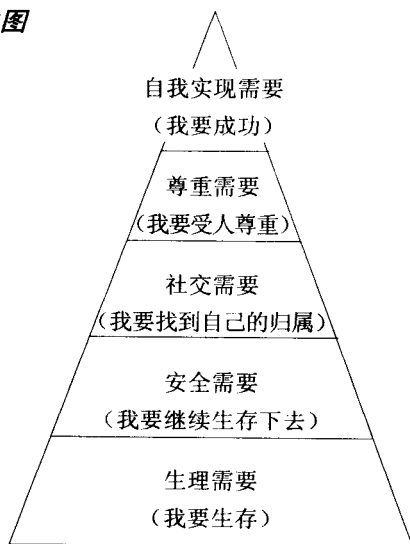 图
自我实现需要
（我要成功）
尊重需要
（我要受人尊重）
社交需要
（我要找到自己的归属）
安全需要
（我要继续生存下去）
生理需要
（我要生存）